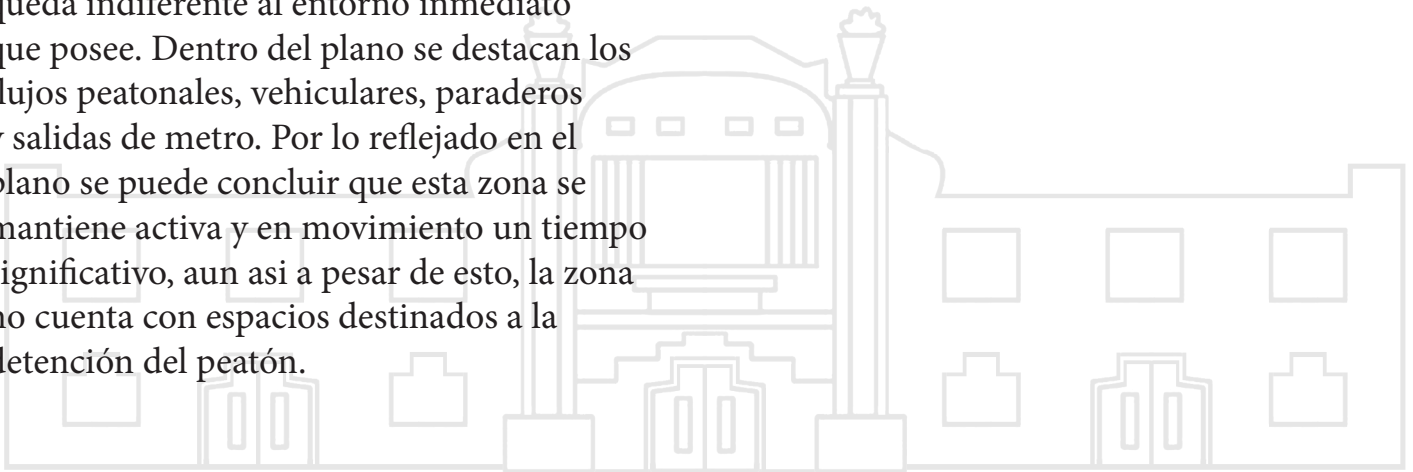 queda indiferente al entorno inmediato
que posee. Dentro del plano se destacan los
flujos peatonales, vehiculares, paraderos
y salidas de metro. Por lo reflejado en el
plano se puede concluir que esta zona se
mantiene activa y en movimiento un tiempo
significativo, aun asi a pesar de esto, la zona
no cuenta con espacios destinados a la
detención del peatón.